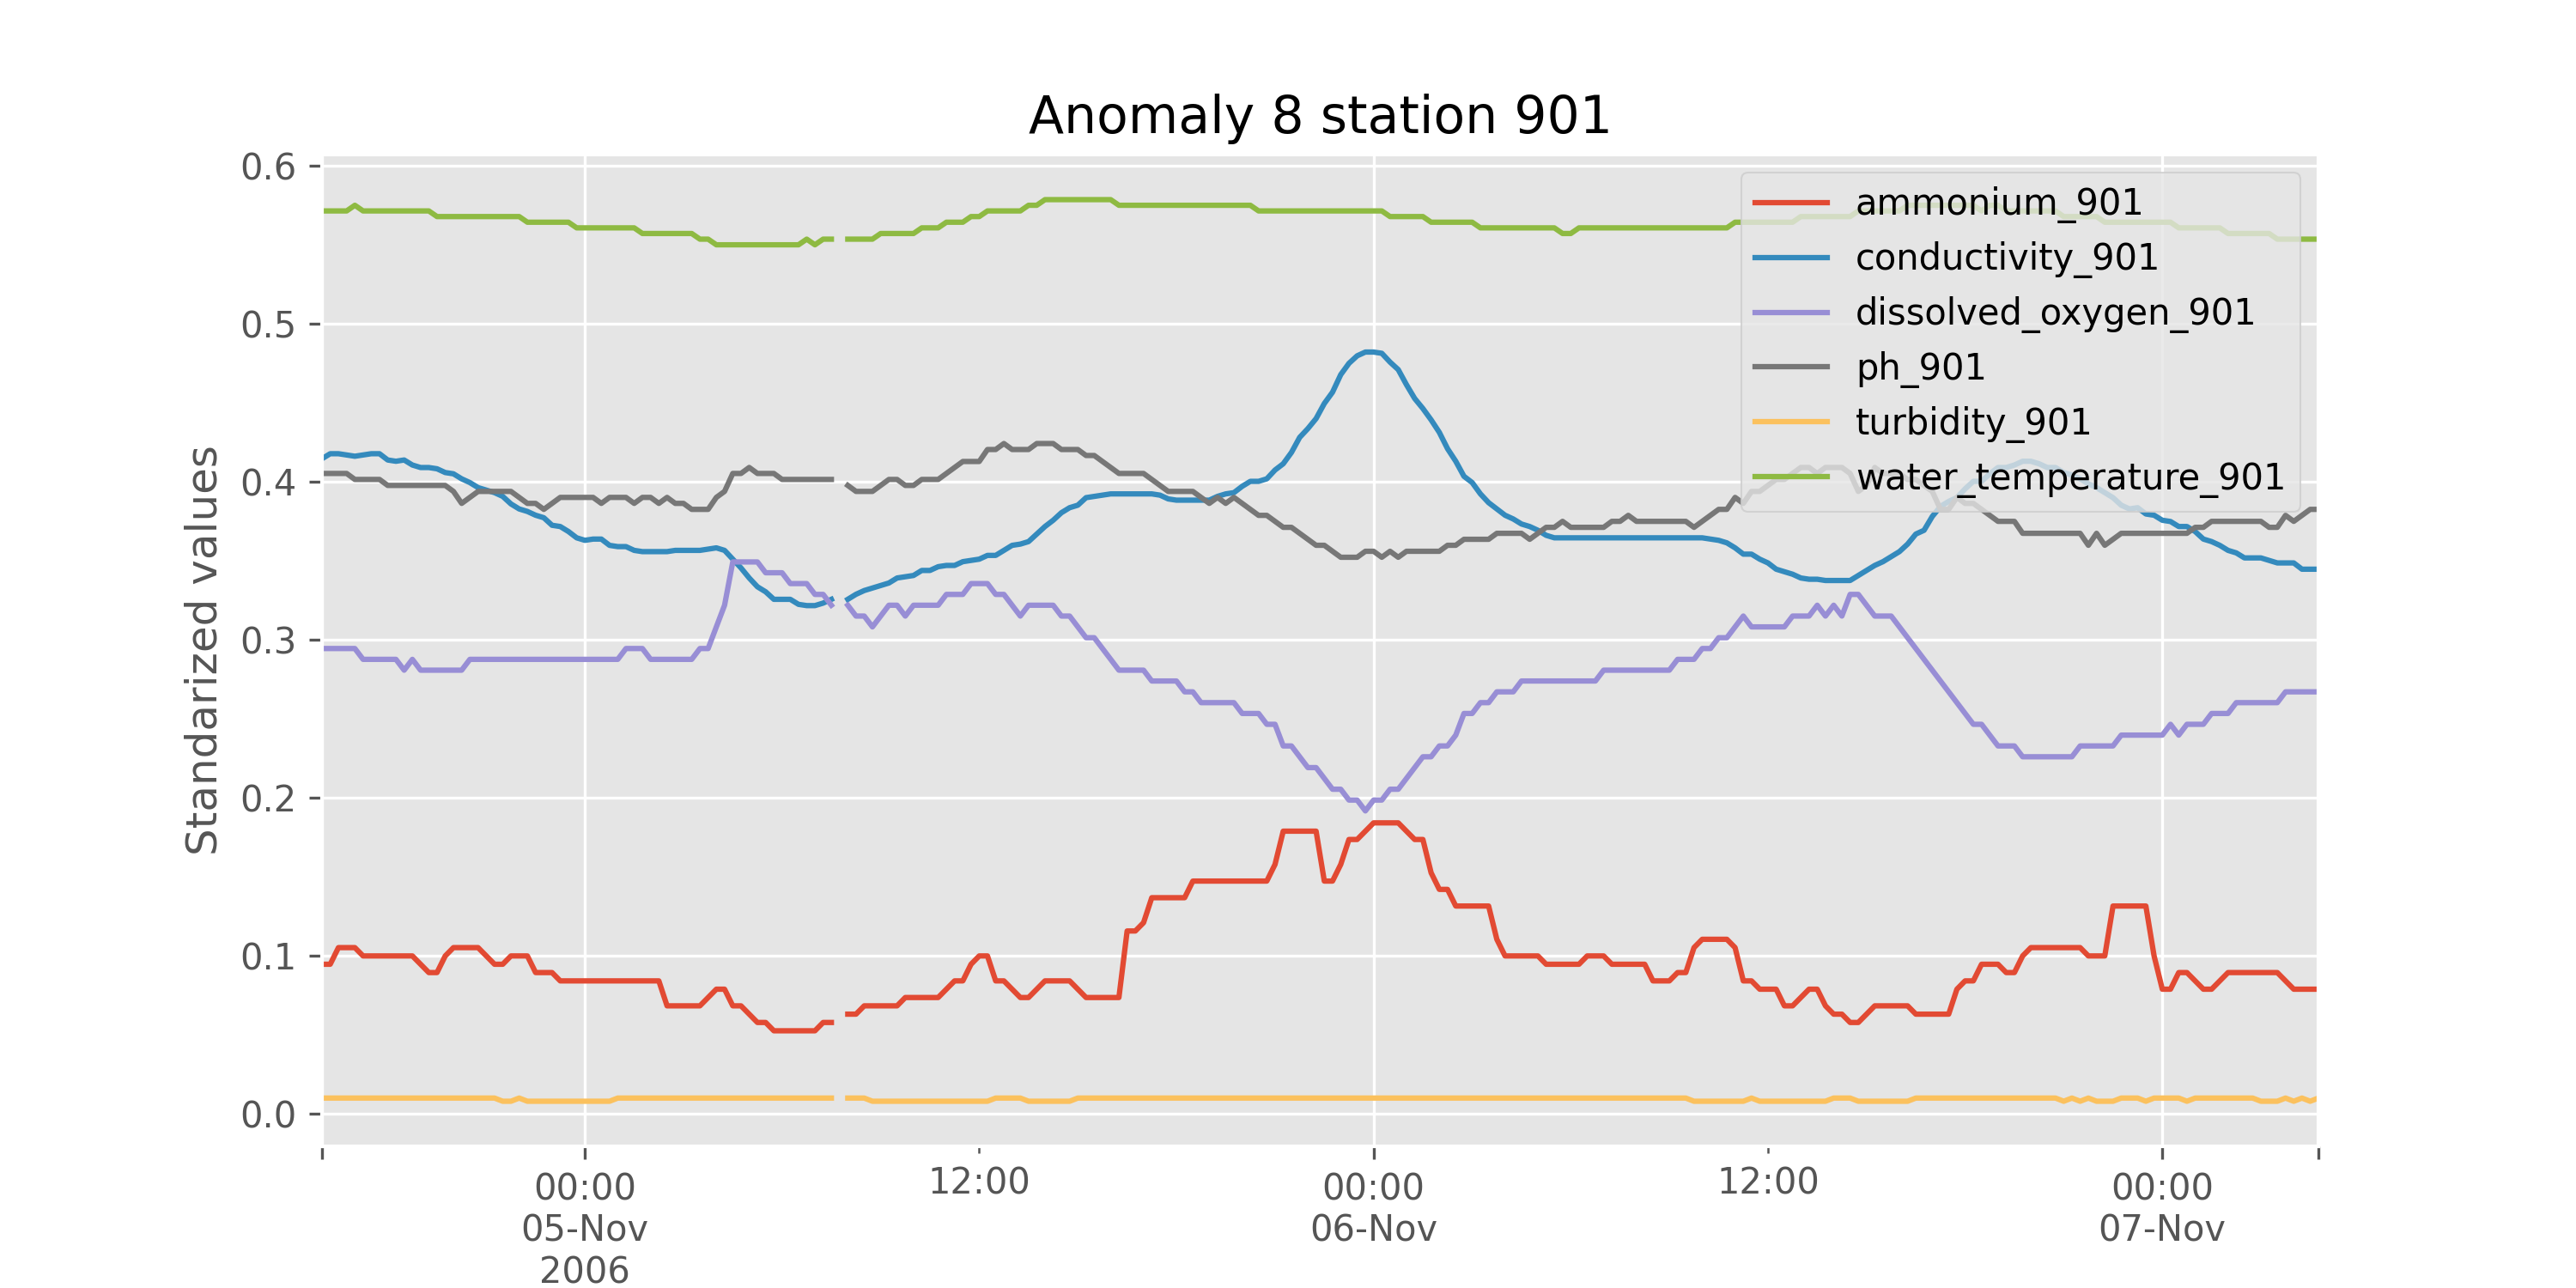 Anomaly 8 station 901
Standarized values
0.6
0.5
0.4
0.3
0.2
0.1
0.0
ammonium_901
conductivity_901
dissolved_oxygen_901
ph_901
turbidity_901
water_temperature_901
00:00
05-Nov
2006
12:00
00:00
06-Nov
12:00
00:00
07-Nov